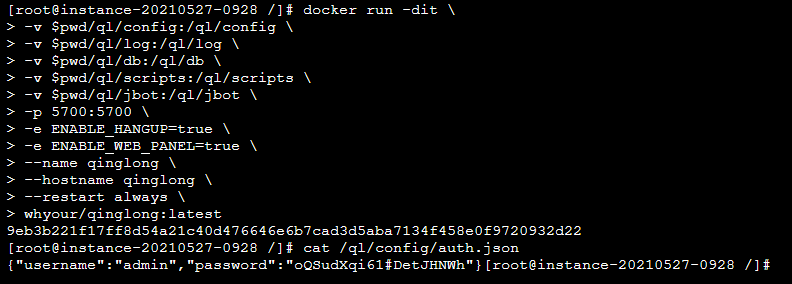 [root@instance-20210527-0928 /]# docker run -dit \
> -v $pwd/ql/config:/ql/config \
> -v $pwd/ql/log:/ql/log \
> -v $pwd/ql/db:/ql/db \
> -v $pwd/ql/scripts:/ql/scripts \
> -v $pwd/ql/jbot:/ql/jbot \
> -p 5700:5700 \
> -e ENABLE_HANGUP=true \
> -e ENABLE_WEB_PANEL=true \
> --name qinglong \
> --hostname qinglong \
> --restart always \
> whyour/qinglong:latest
9eb3b221f17ff8d54a21c40d476646e6b7cad3d5aba7134f458e0f9720932d22
[root@instance-20210527-0928 /]# cat /ql/config/auth.json
{"username":"admin","password":"oQSudXqi61#DetJHNWh"}[root@instance-20210527-0928 /]#